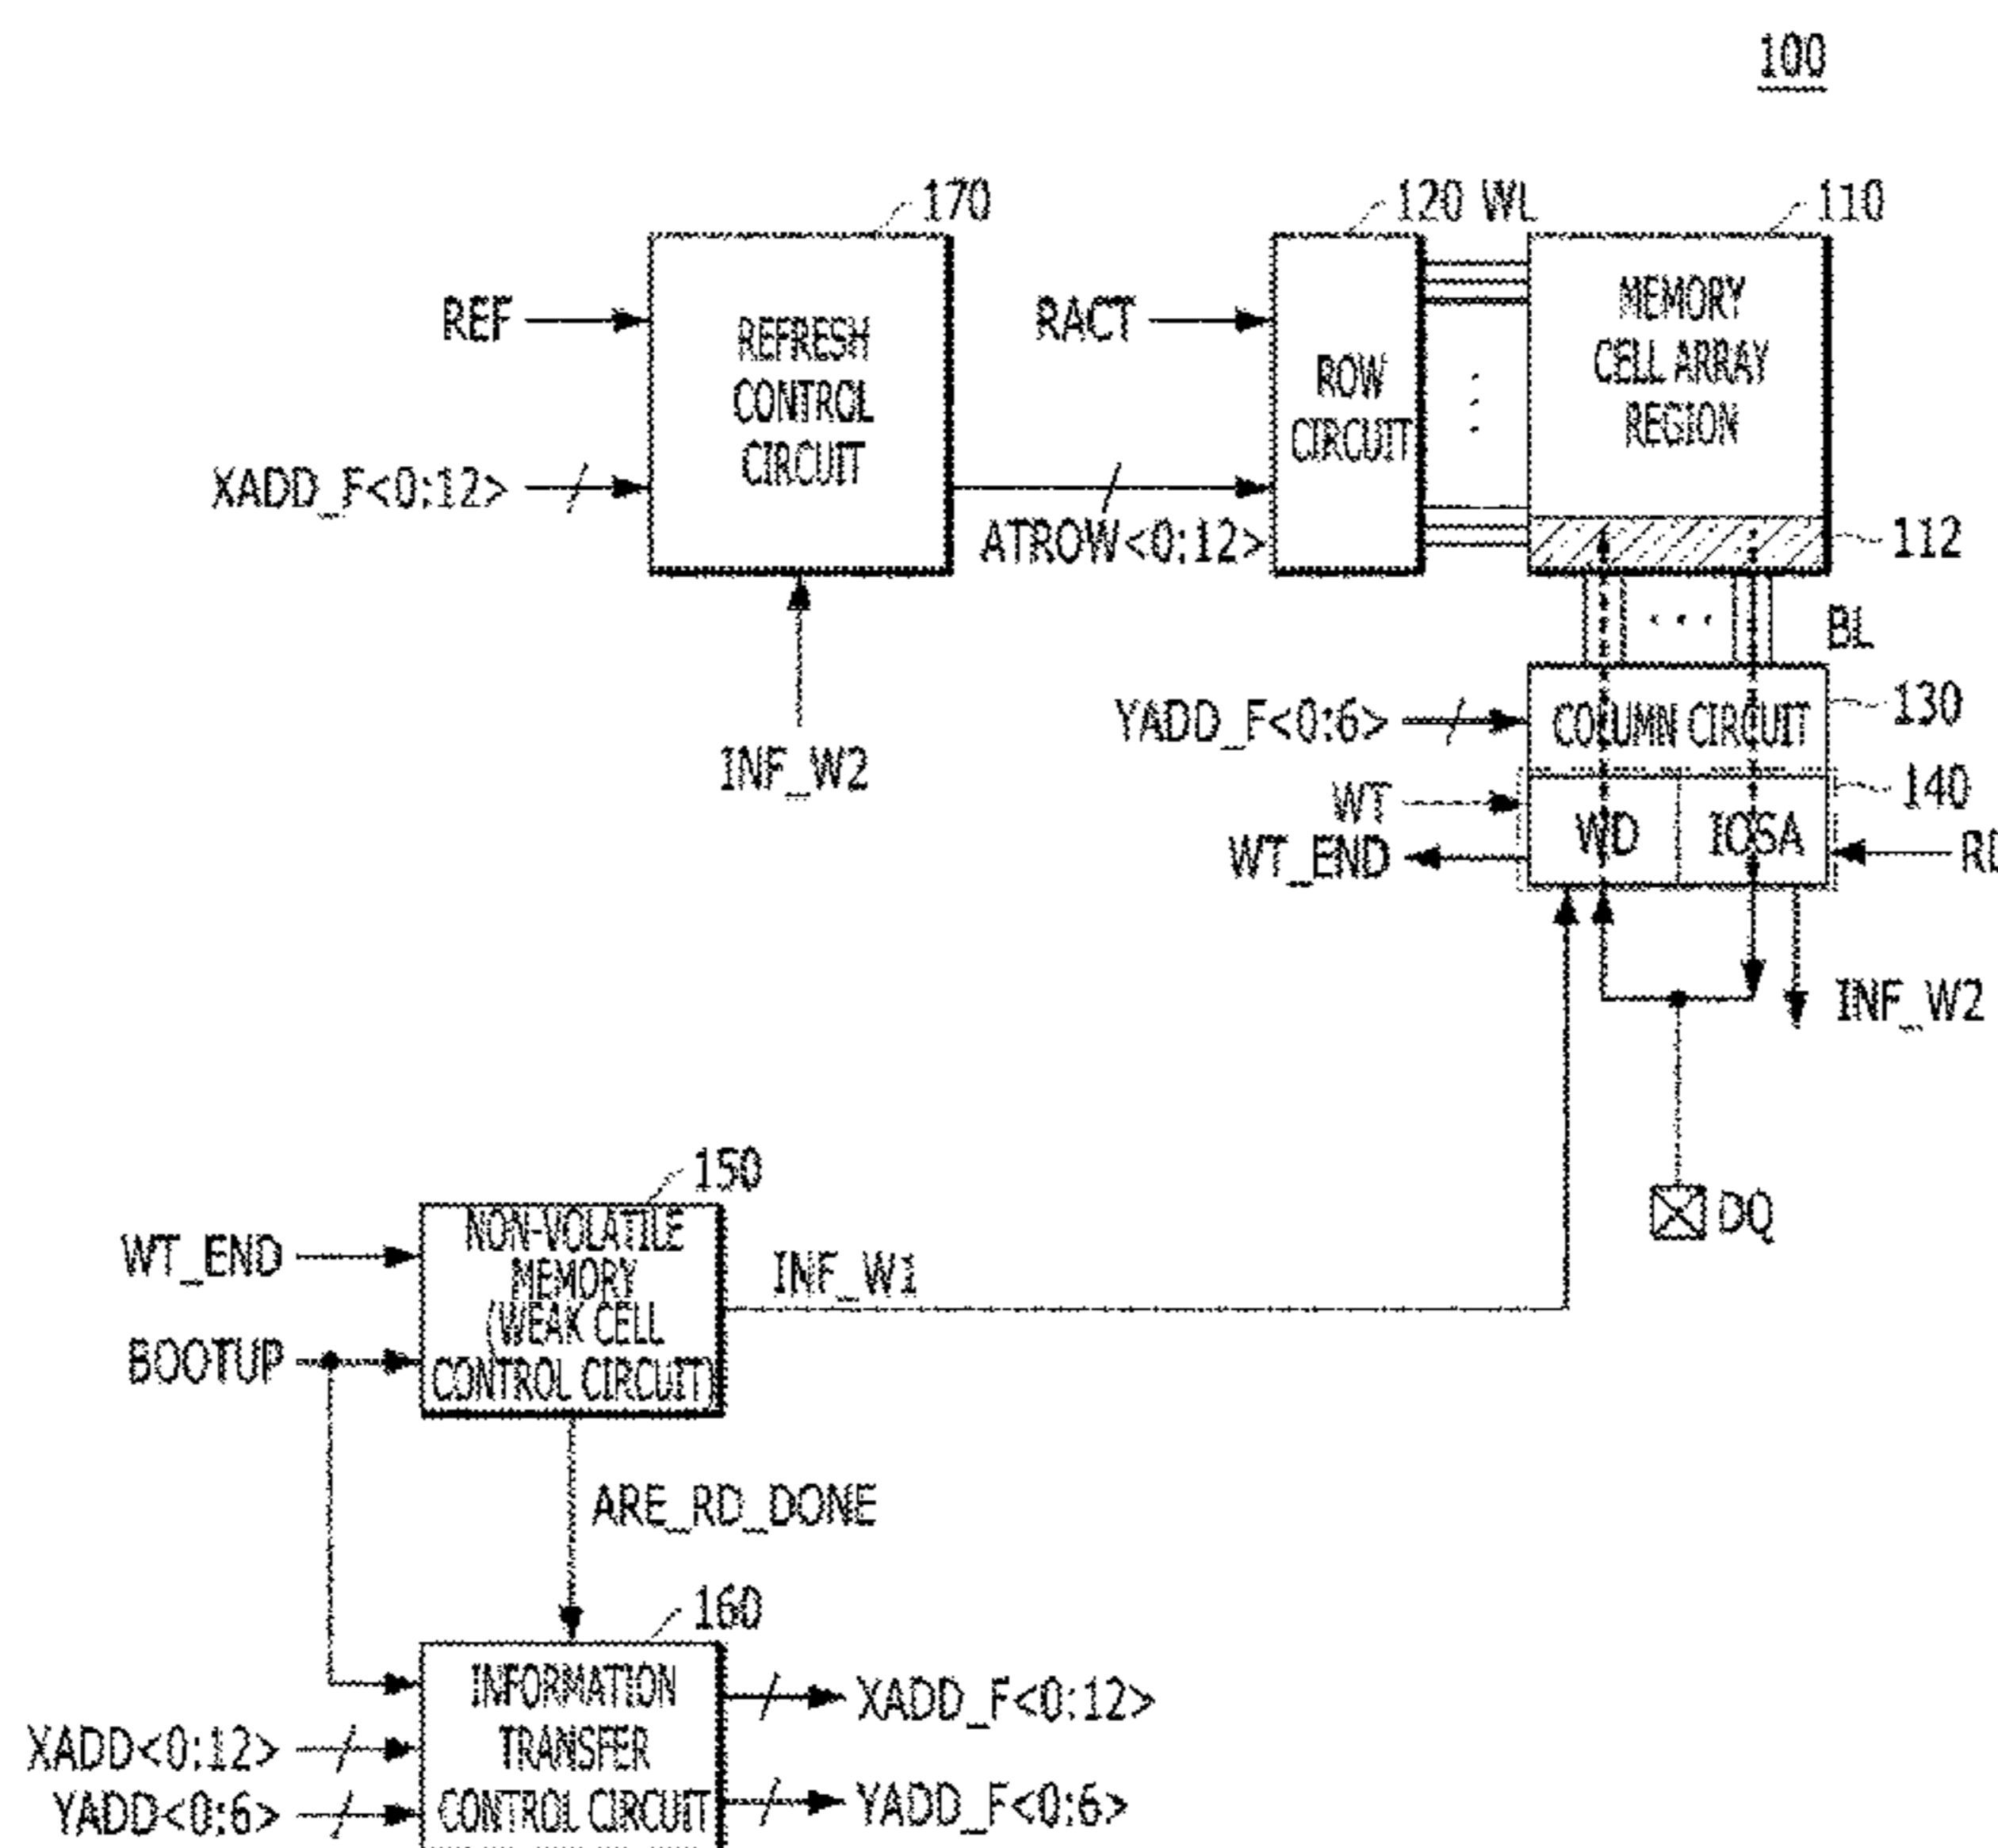 100
170
120 WL
110
REF
REFRESH
CONTROL
CIRCUIT
RACT
ROW
CIRCUIT
MEMORY
CELL ARRAY
REGION
XADD_F<0:12>
ATROW<0:12>
112
BL
INF_W2
YADD_F<0:6>
COLUMN CIRCUIT
130
WT
WT_END
WD
IOSA
140
INF_W2
DQ
150
WT_END
BOOTUP
NON-VOLATILE
MEMORY
(WEAK CELL
CONTROL CIRCUIT)
INF_W1
ARE_RD_DONE
160
XADD<0:12>
YADD<0:6>
INFORMATION
TRANSFER
CONTROL CIRCUIT
XADD_F<0:12>
YADD_F<0:6>